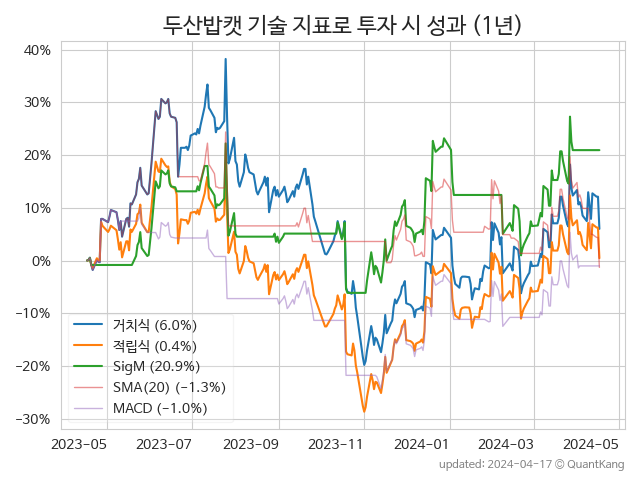 두산밥캣 기술 지표로 투자 시 성과 (1년)
40%
30%
20%
10%
0%
−10%
−20%
−30%
거치식 (6.0%)
적립식 (0.4%)
SigM (20.9%)
SMA(20) (−1.3%)
MACD (−1.0%)
2023-05 2023-07 2023-09 2023-11 2024-01 2024-03 2024-05
updated: 2024-04-17 © QuantKang